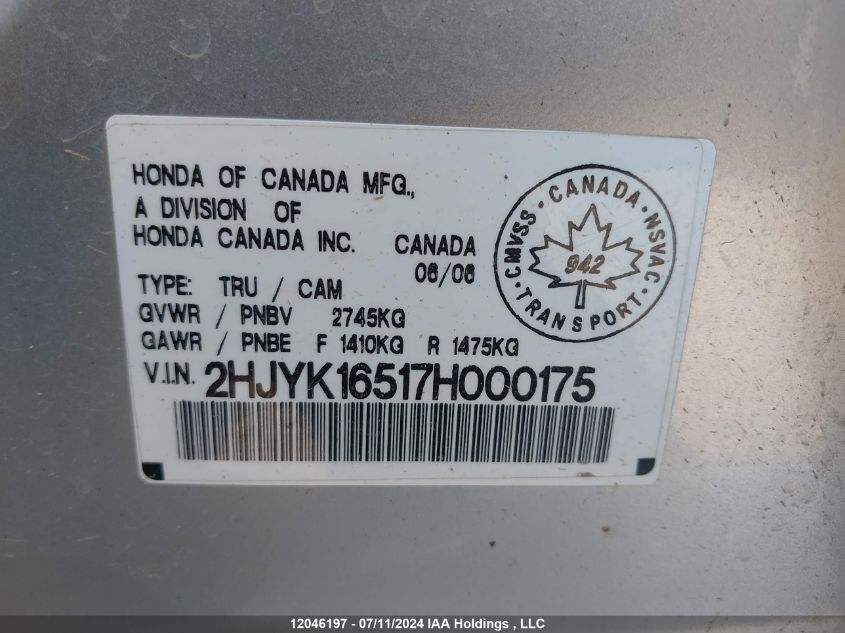 HONDA OF CANADA MFG.,
A DIVISION OF
HONDA CANADA INC. CANADA
06/06
TYPE: TRU / CAM
GVWR / PNBV 2745KG
GAWR / PNBE F 1410KG R 1475KG
V.I.N. 2HJYK16517H000175
CMVSS · CANADA · NSVAC
942
· TRANSPORT ·
12046197 - 07/11/2024 IAA Holdings , LLC